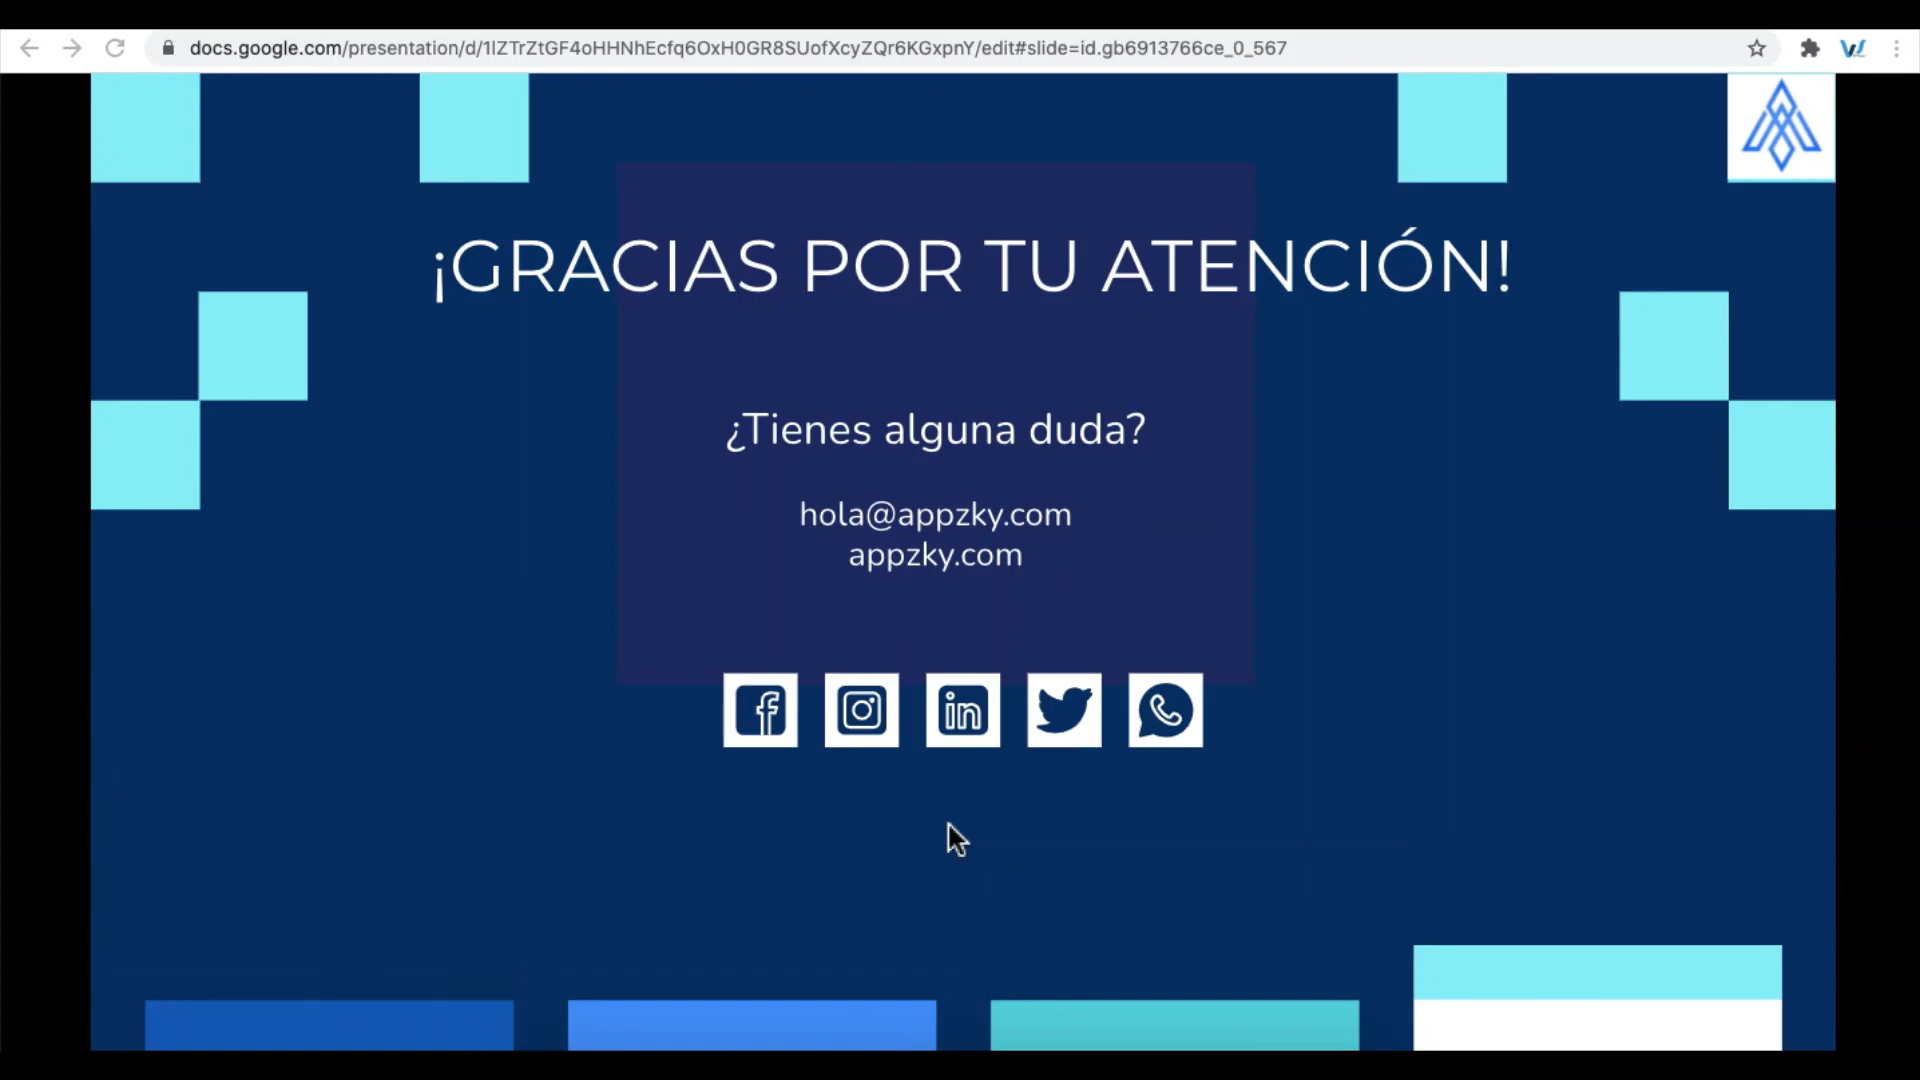 docs.google.com/presentation/d/1lZTrZtGF4oHHNhEcfq6OxH0GR8SUofXcyZQr6KGxpnY/edit#slide=id.gb6913766ce_0_567
¡GRACIAS POR TU ATENCIÓN!
¿Tienes alguna duda?
hola@appzky.com
appzky.com